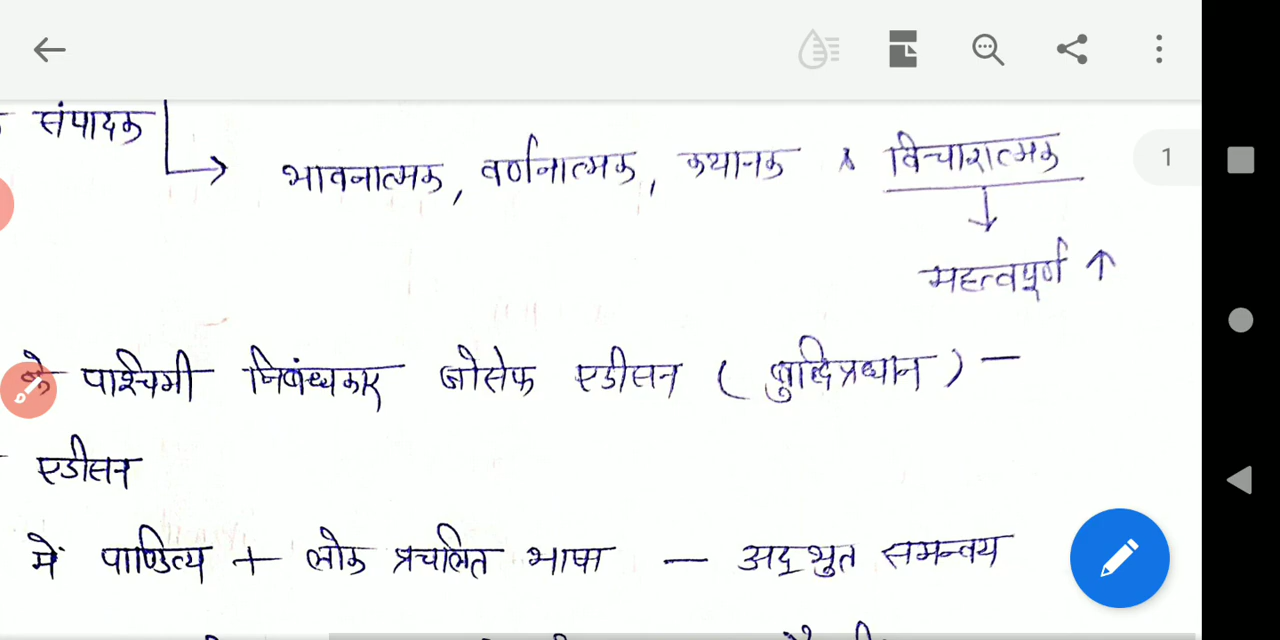 संपादक
भावनात्मक, वर्णनात्मक, कथानक & विचारात्मक
1
↓
महत्वपूर्ण ↑
के पाश्चिमी निबंधकार जोसेफ एडीसन ( बुद्धिप्रधान ) —
एडीसन
में पाण्डित्य + लोक प्रचलित भाषा — अद्भुत समन्वय